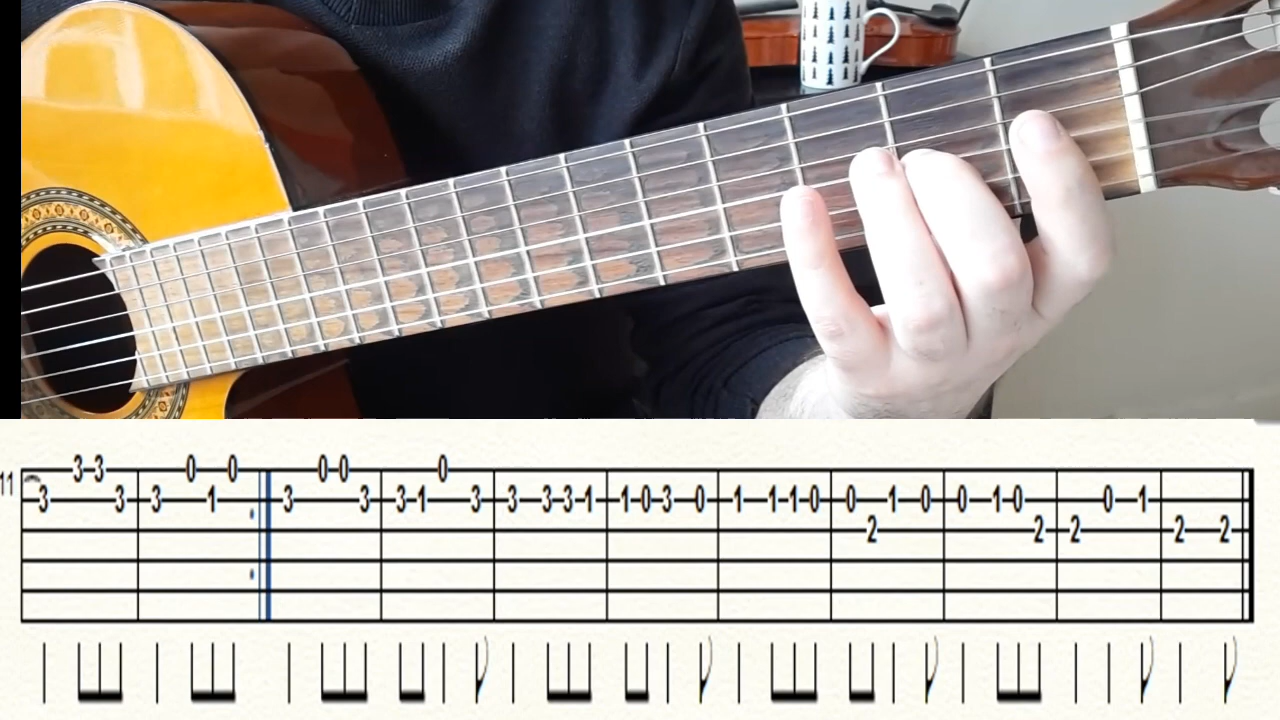 3 3 0 0 0 0 0
11
3 3 3 1 3 3 3 1 3 3 3 3 1 1 0 3 0 1 1 1 0 0 1 0 0 1 0 0 1
2 2 2 2 2